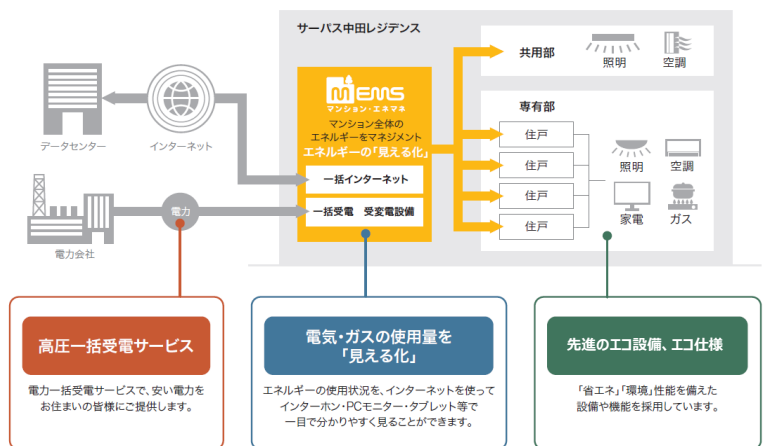 サーパス中田レジデンス
データセンター
インターネット
電力会社
電力
MEMS
マンション・エネマネ
マンション全体の
エネルギーをマネジメント
エネルギーの「見える化」
一括インターネット
一括受電 受変電設備
共用部
照明
空調
専有部
住戸
住戸
住戸
住戸
照明
空調
家電
ガス
高圧一括受電サービス
電力一括受電サービスで、安い電力を
お住まいの皆様にご提供します。
電気・ガスの使用量を
「見える化」
エネルギーの使用状況を、インターネットを使って
インターホン・PCモニター・タブレット等で
一目で分かりやすく見ることができます。
先進のエコ設備、エコ仕様
「省エネ」「環境」性能を備えた
設備や機能を採用しています。